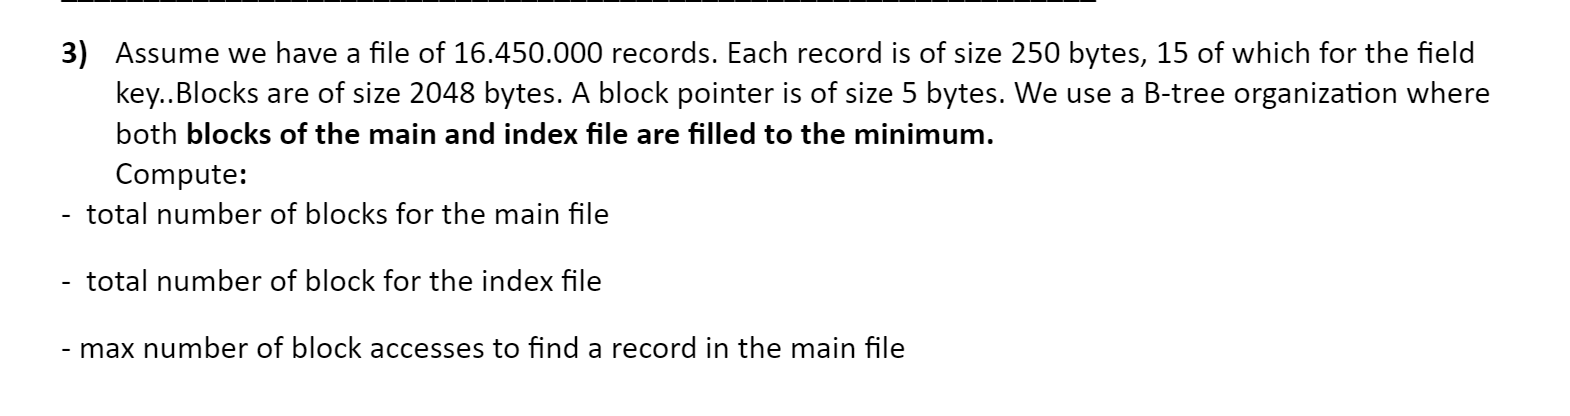 3) Assume we have a file of 16.450.000 records. Each record is of size 250 bytes, 15 of which for the field
key..Blocks are of size 2048 bytes. A block pointer is of size 5 bytes. We use a B-tree organization where
both blocks of the main and index file are filled to the minimum.
Compute:
- total number of blocks for the main file
- total number of block for the index file
- max number of block accesses to find a record in the main file